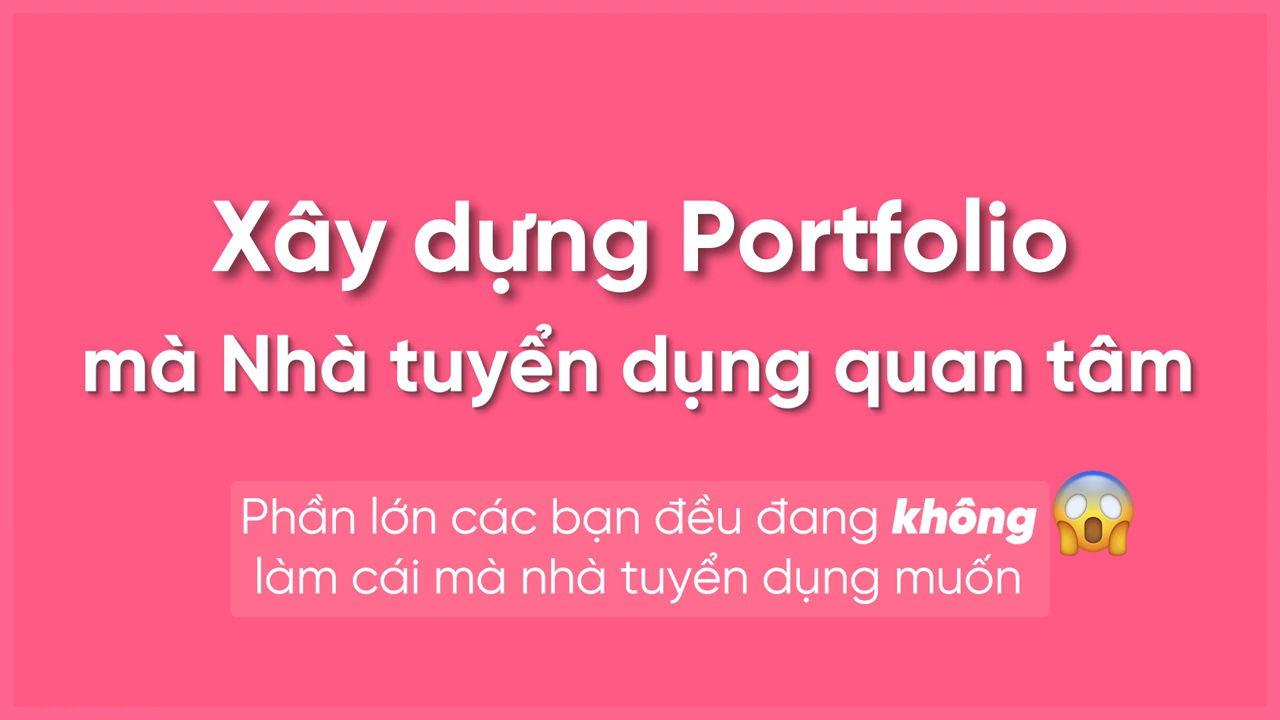 Xây dựng Portfolio
mà Nhà tuyển dụng quan tâm
Phần lớn các bạn đều đang không
làm cái mà nhà tuyển dụng muốn